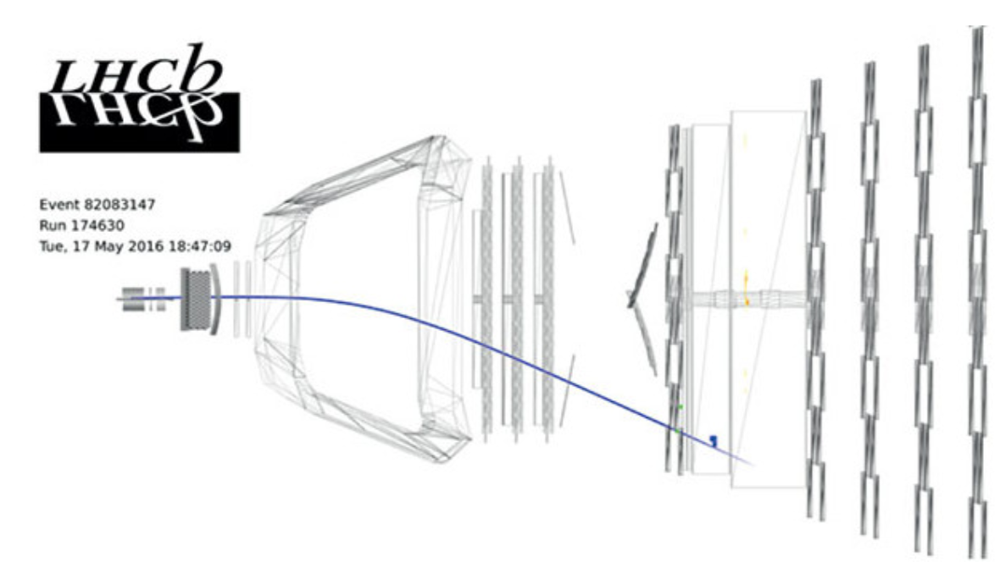 LHCb
LHCb
Event 82083147
Run 174630
Tue, 17 May 2016 18:47:09